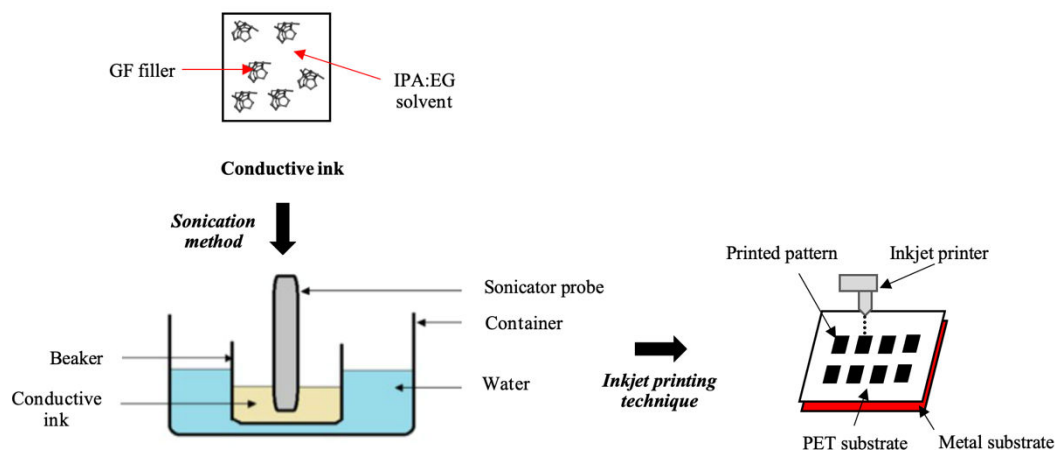 GF filler
IPA:EG
solvent
Conductive ink
Sonication
method
Sonicator probe
Container
Beaker
Water
Conductive
ink
Inkjet printing
technique
Printed pattern
Inkjet printer
PET substrate
Metal substrate